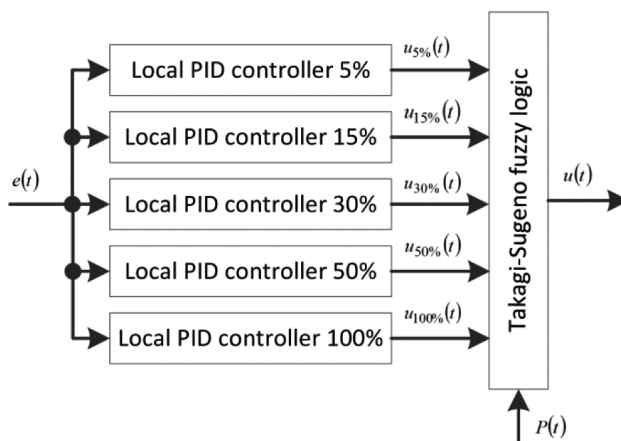 u5%(t)
Local PID controller 5%
u15%(t)
Local PID controller 15%
e(t)
u30%(t)
Local PID controller 30%
u(t)
u50%(t)
Local PID controller 50%
u100%(t)
Local PID controller 100%
Takagi-Sugeno fuzzy logic
P(t)